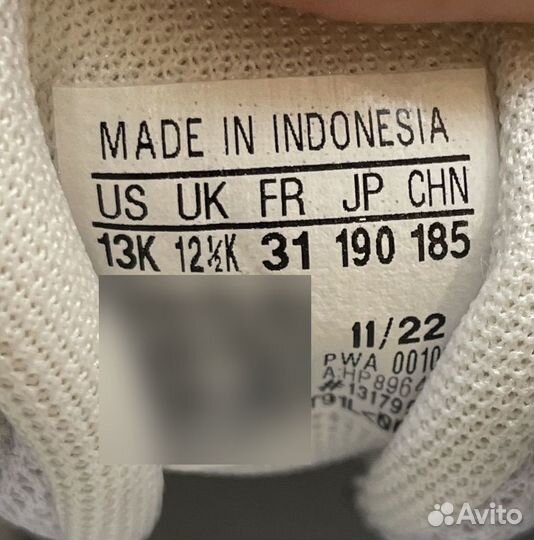 MADE IN INDONESIA
US UK FR JP CHN
13K 12½K 31 190 185
11/22
PWA 0010
#13179
Avito